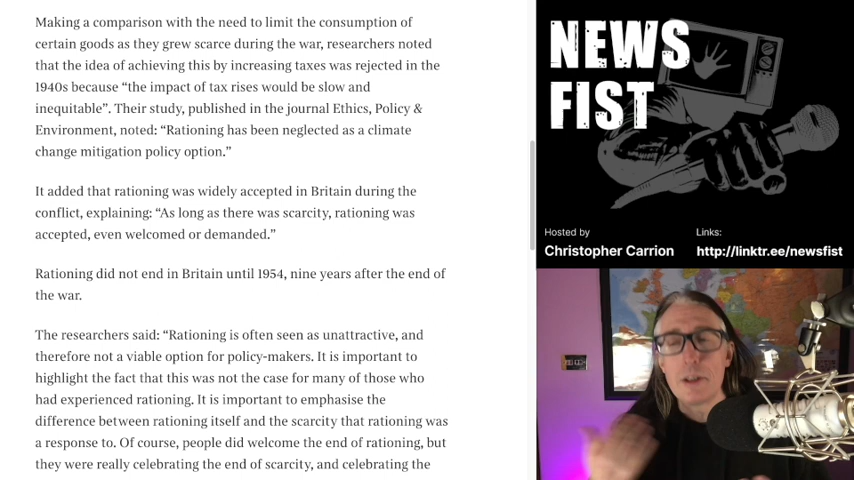 Making a comparison with the need to limit the consumption of
certain goods as they grew scarce during the war, researchers noted
that the idea of achieving this by increasing taxes was rejected in the
1940s because “the impact of tax rises would be slow and
inequitable”. Their study, published in the journal Ethics, Policy &
Environment, noted: “Rationing has been neglected as a climate
change mitigation policy option.”
It added that rationing was widely accepted in Britain during the
conflict, explaining: “As long as there was scarcity, rationing was
accepted, even welcomed or demanded.”
Rationing did not end in Britain until 1954, nine years after the end of
the war.
The researchers said: “Rationing is often seen as unattractive, and
therefore not a viable option for policy-makers. It is important to
highlight the fact that this was not the case for many of those who
had experienced rationing. It is important to emphasise the
difference between rationing itself and the scarcity that rationing was
a response to. Of course, people did welcome the end of rationing, but
they were really celebrating the end of scarcity, and celebrating the
NEWS
FIST
Hosted by
Christopher Carrion
Links:
http://linktr.ee/newsfist